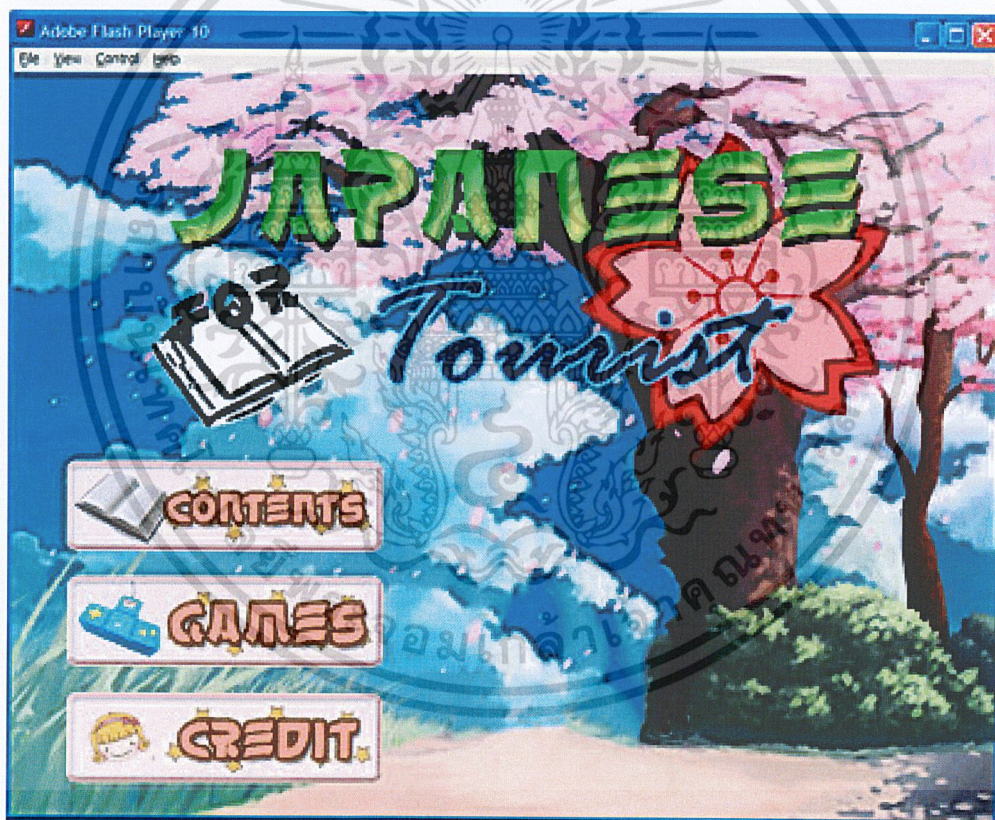 Adobe Flash Player 10
File View Control Help
JAPANESE
FOR Tourist
CONTENTS
GAMES
CREDIT